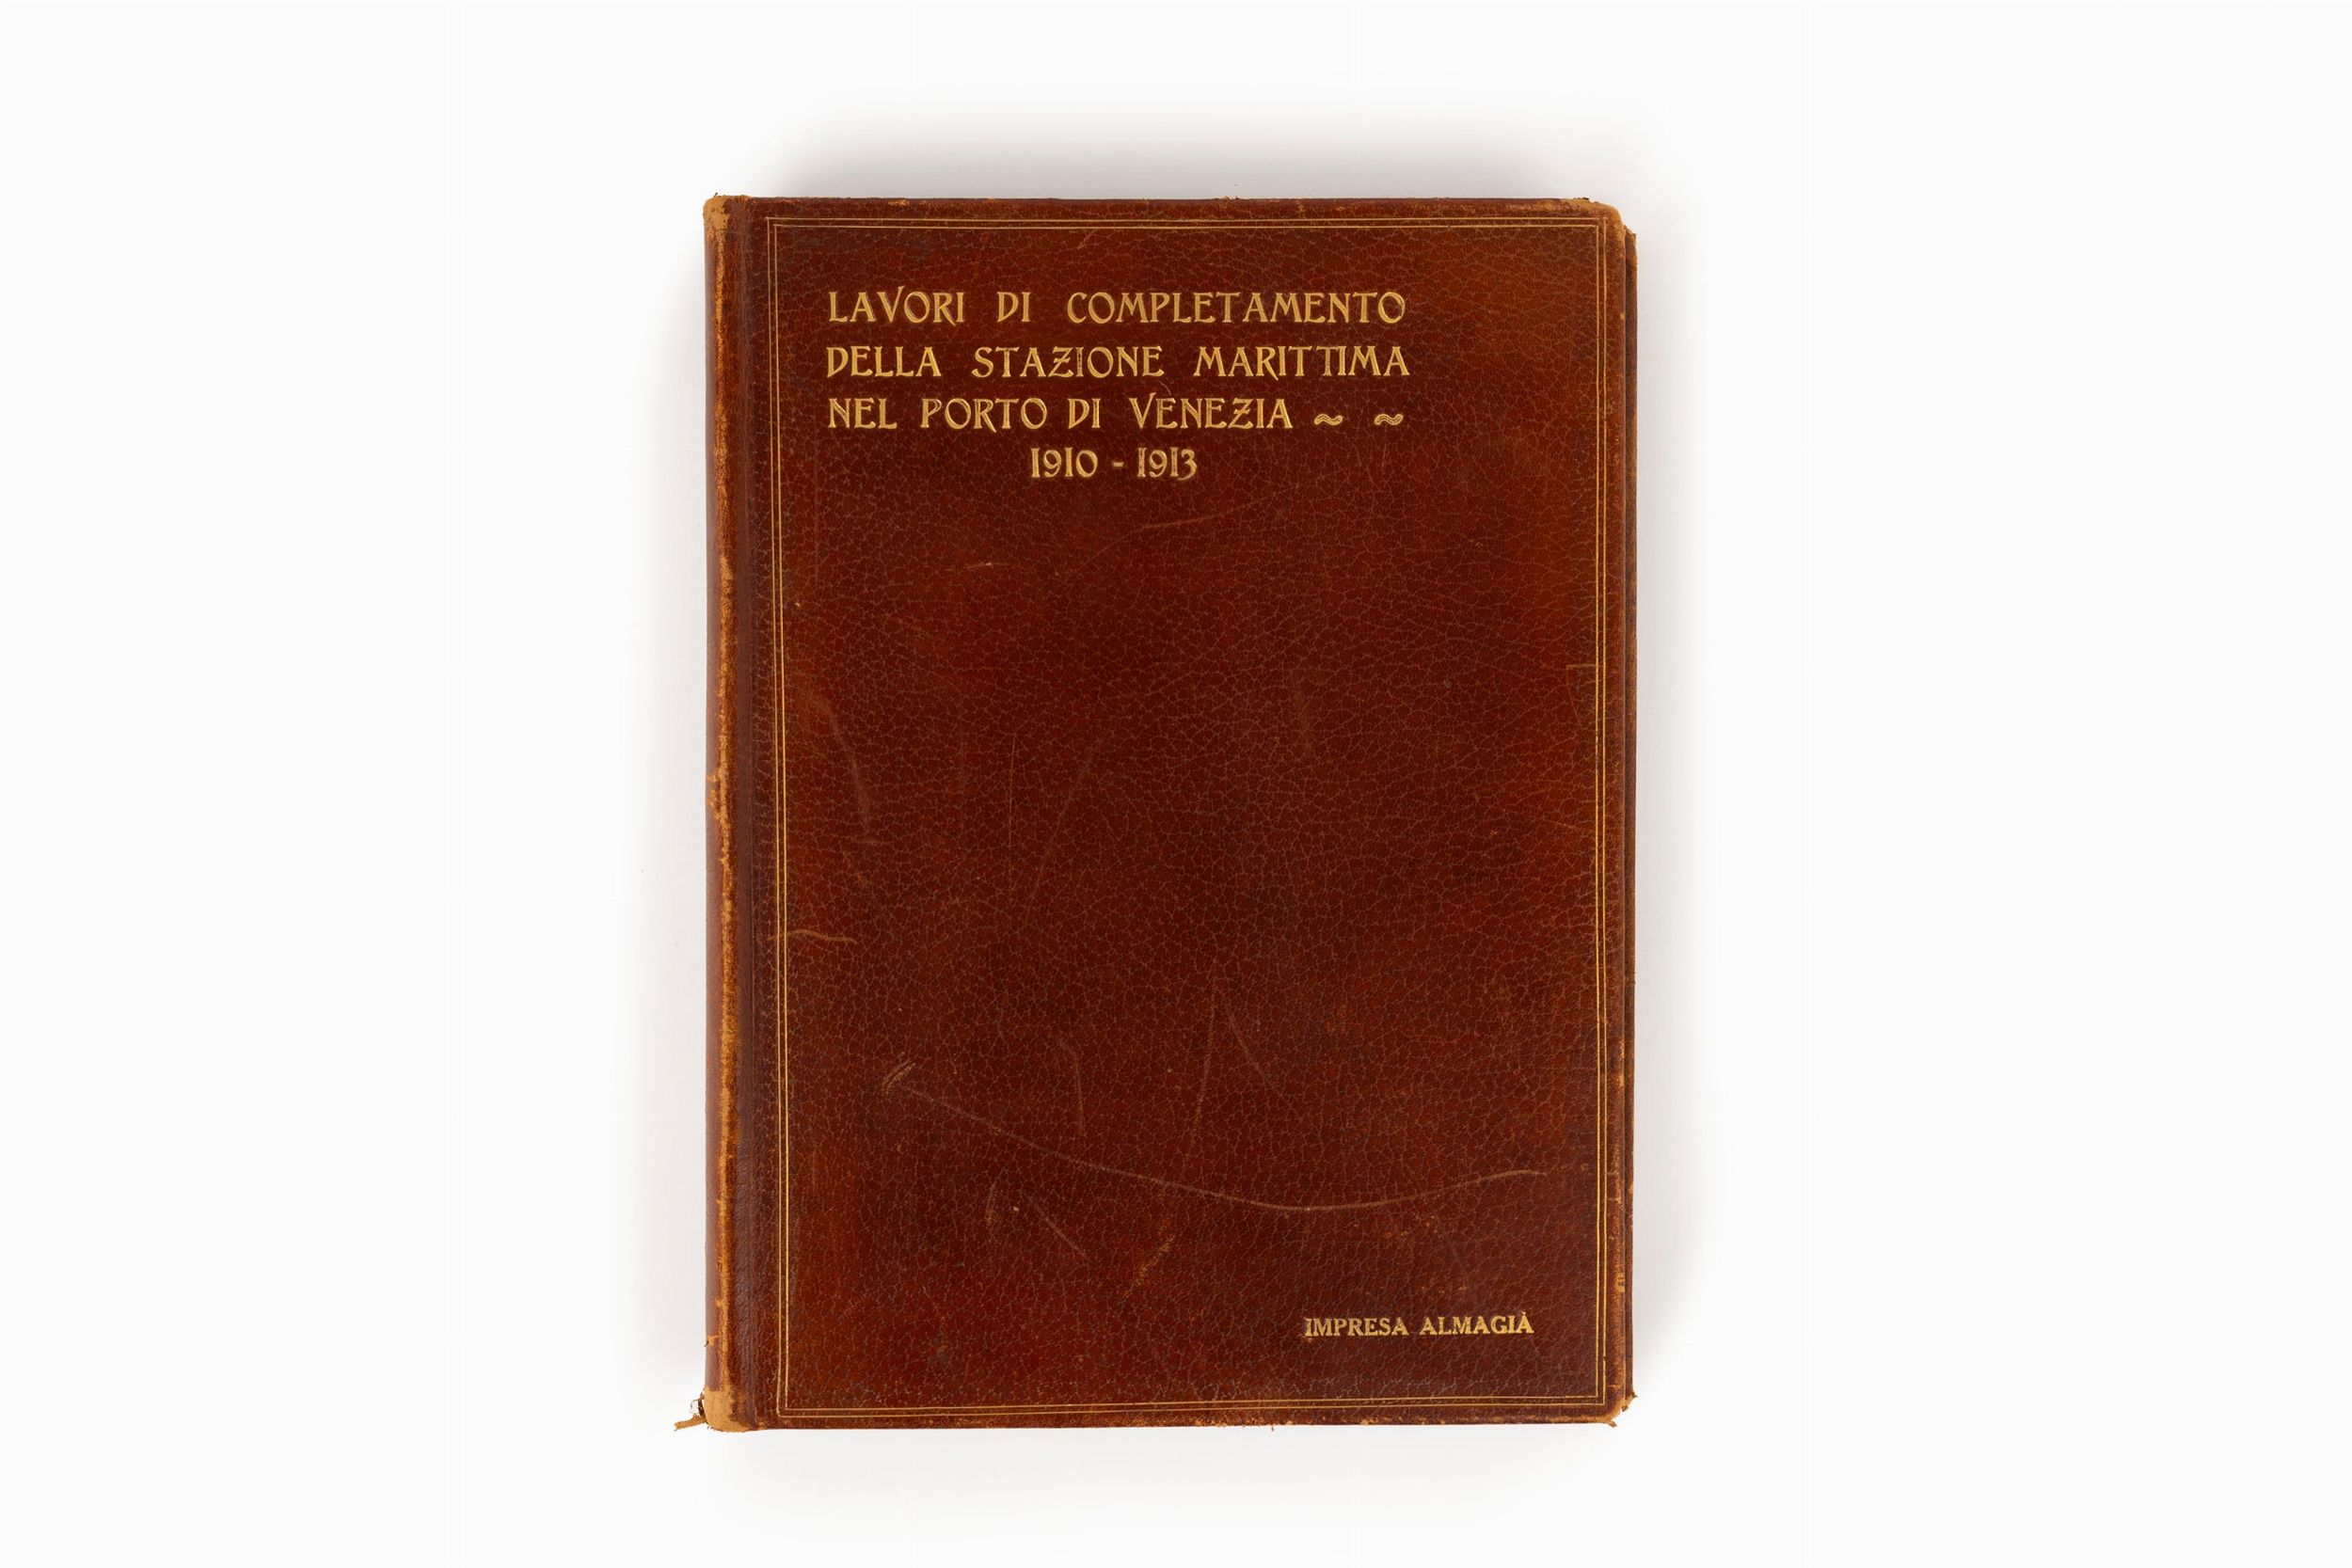 LAVORI DI COMPLETAMENTO
DELLA STAZIONE MARITTIMA
NEL PORTO DI VENEZIA ~ ~
1910 - 1913
IMPRESA ALMAGIÀ